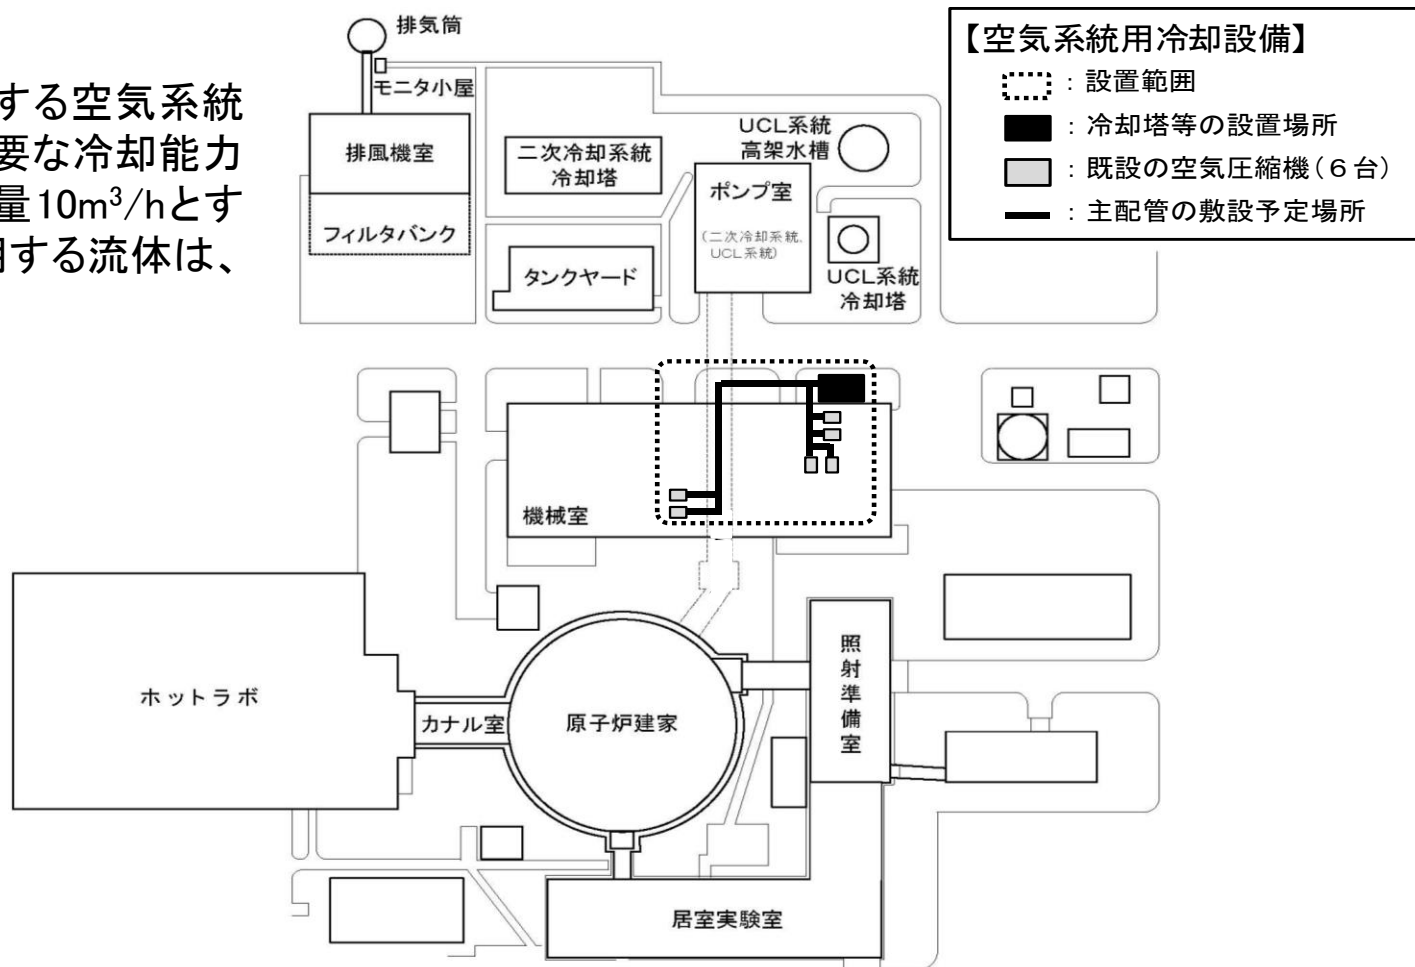 する空気系統
要な冷却能力
量10m³/hとす
用する流体は、
排気筒
モニタ小屋
排風機室
フィルタバンク
二次冷却系統
冷却塔
タンクヤード
UCL系統
高架水槽
ポンプ室
(二次冷却系統、
UCL系統)
UCL系統
冷却塔
【空気系統用冷却設備】
：設置範囲
：冷却塔等の設置場所
：既設の空気圧縮機(６台)
：主配管の敷設予定場所
機械室
ホットラボ
カナル室
原子炉建家
照射準備室
居室実験室